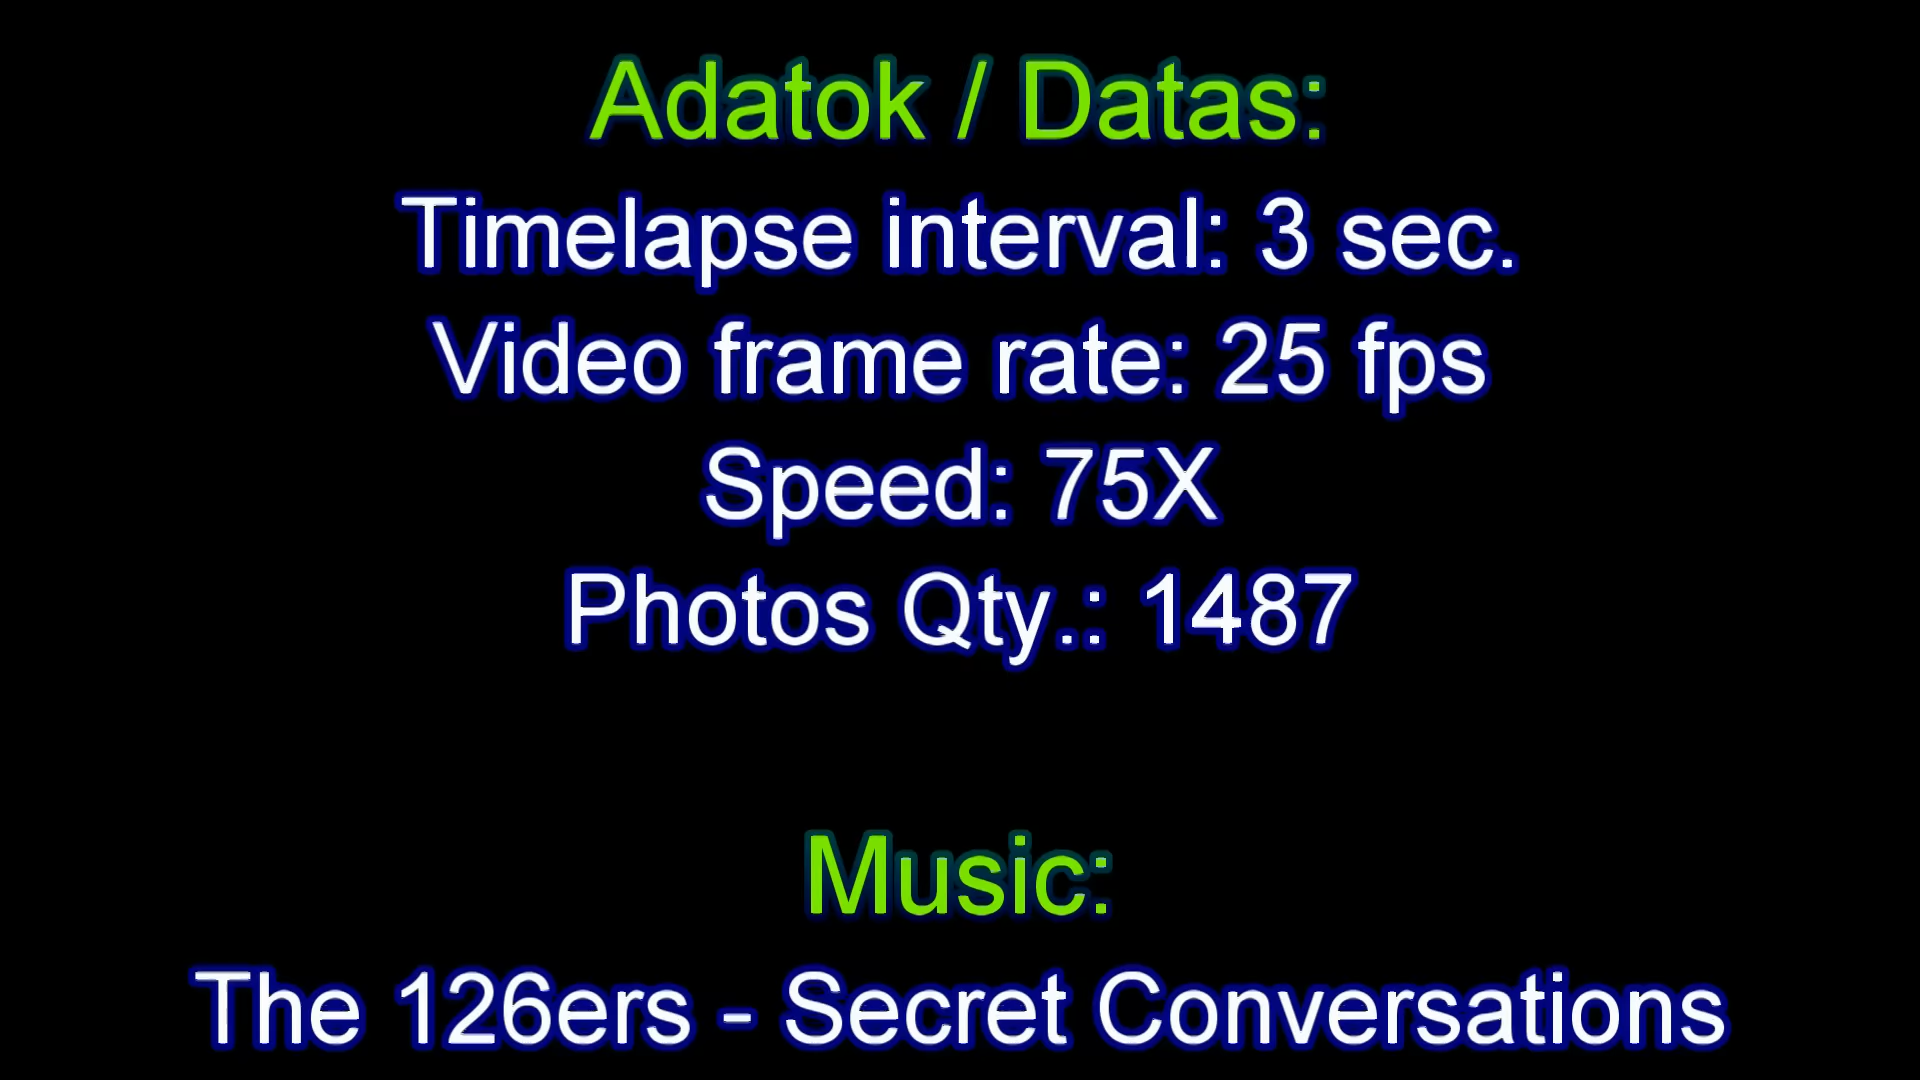 Adatok / Datas:
Timelapse interval: 3 sec.
Video frame rate: 25 fps
Speed: 75X
Photos Qty.: 1487
Music:
The 126ers - Secret Conversations